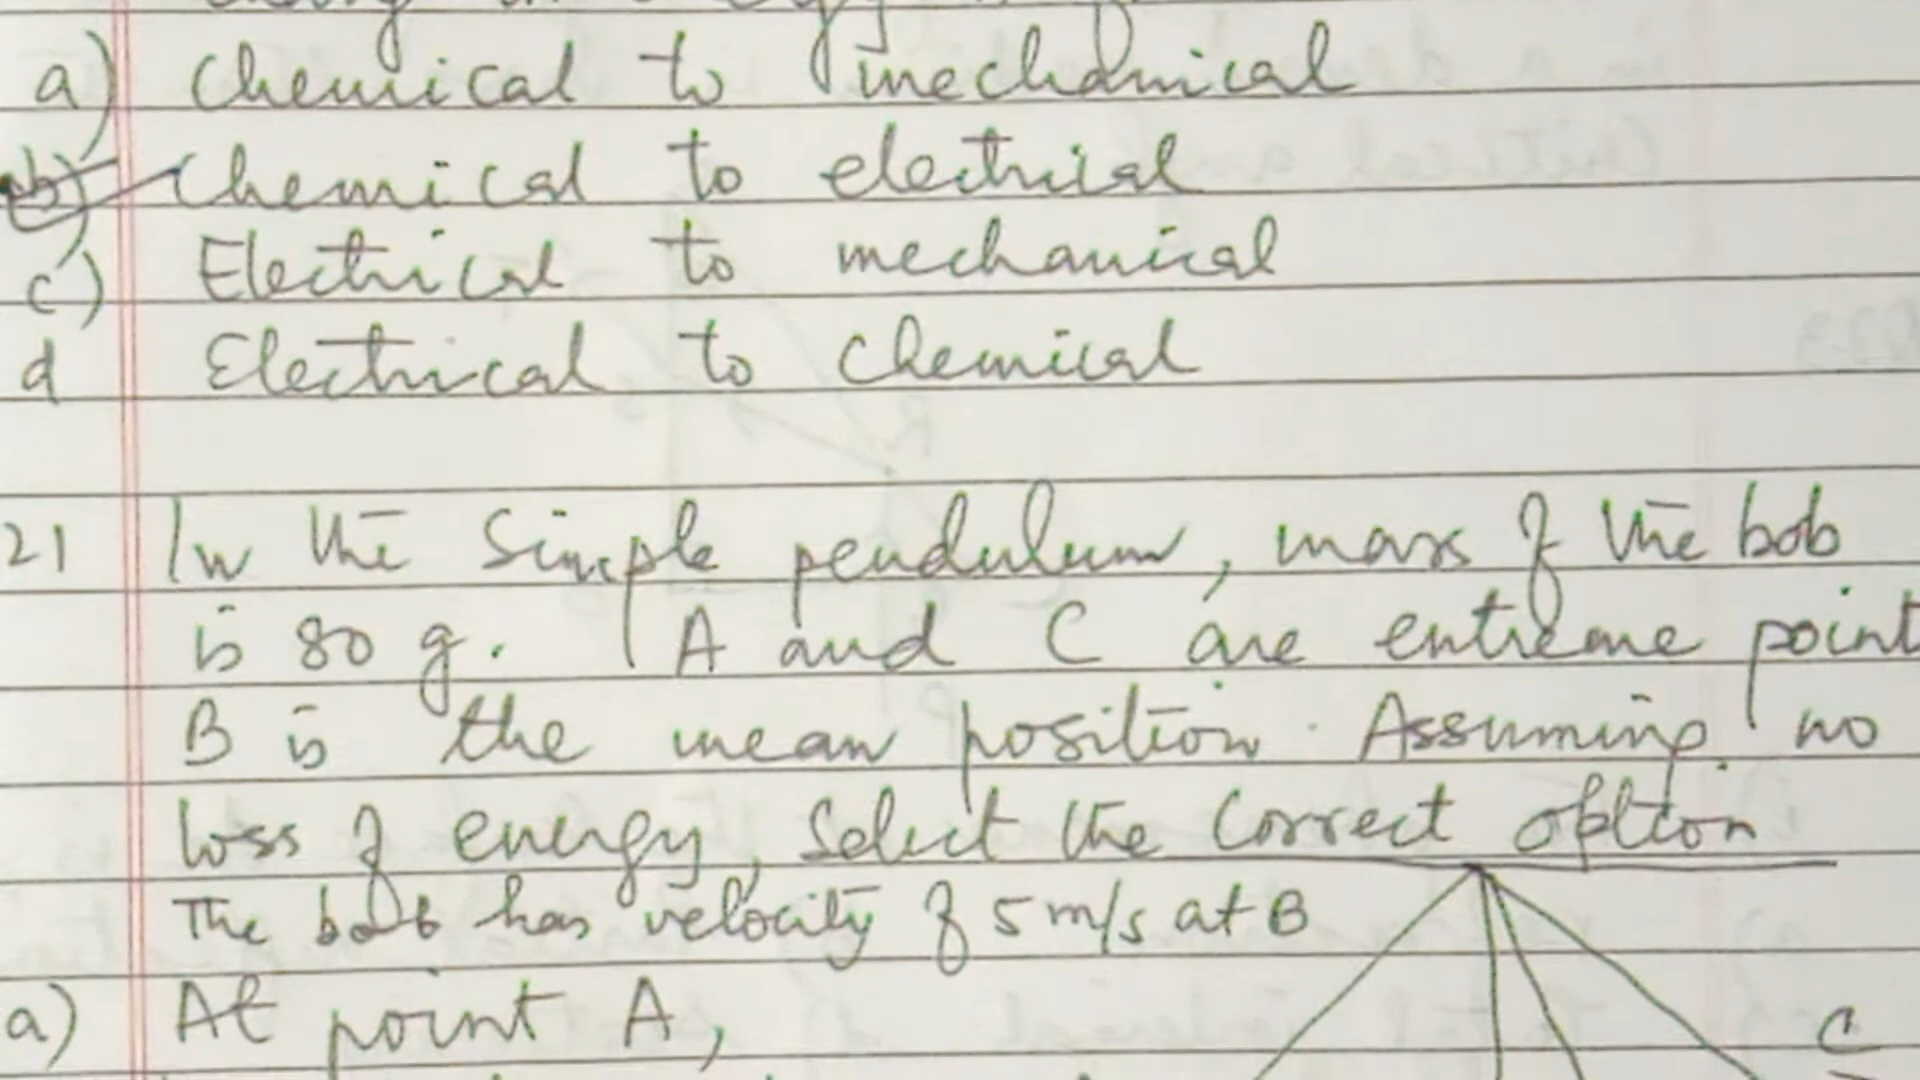 a) Chemical to mechanical
b) Chemical to electrical
c) Electrical to mechanical
d Electrical to chemical
21 In the Simple pendulum, mass of the bob
is 80 g. A and C are extreme point
B is the mean position. Assuming no
loss of energy, Select the Correct option
The bob has velocity of 5 m/s at B
a) At point A,
C